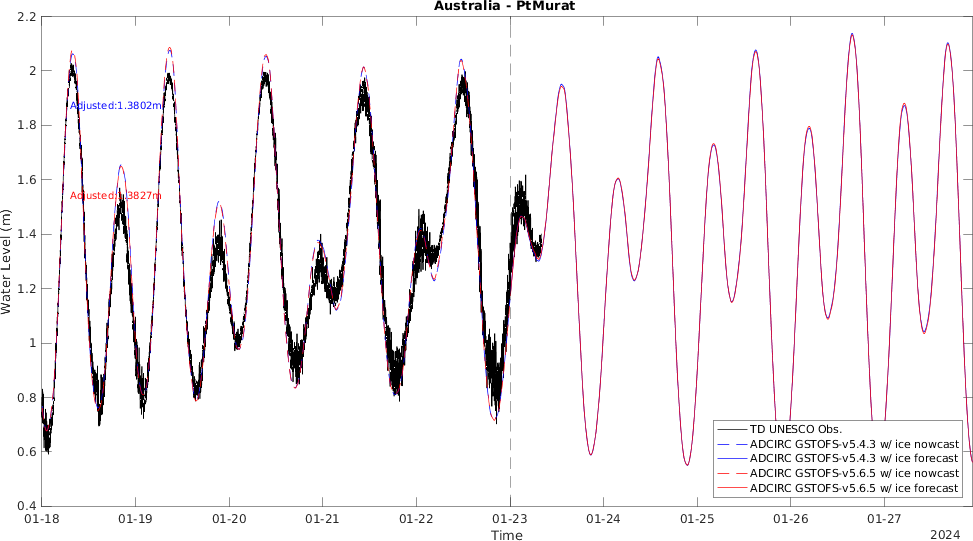 Australia - PtMurat
2.2
2
1.8
1.6
1.4
1.2
1
0.8
0.6
0.4
Water Level (m)
Adjusted:1.3802m
Adjusted:1.3827m
TD UNESCO Obs.
ADCIRC GSTOFS-v5.4.3 w/ ice nowcast
ADCIRC GSTOFS-v5.4.3 w/ ice forecast
ADCIRC GSTOFS-v5.6.5 w/ ice nowcast
ADCIRC GSTOFS-v5.6.5 w/ ice forecast
01-18 01-19 01-20 01-21 01-22 01-23 01-24 01-25 01-26 01-27
Time
2024